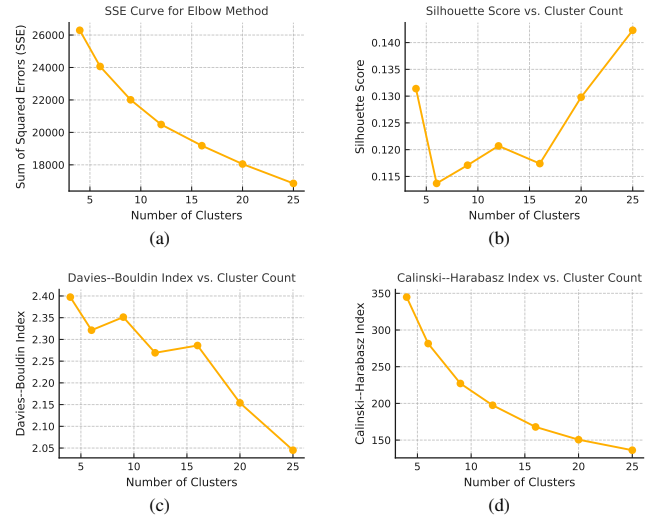 SSE Curve for Elbow Method
Sum of Squared Errors (SSE)
26000
24000
22000
20000
18000
5 10 15 20 25
Number of Clusters
(a)
Silhouette Score vs. Cluster Count
Silhouette Score
0.140
0.135
0.130
0.125
0.120
0.115
5 10 15 20 25
Number of Clusters
(b)
Davies--Bouldin Index vs. Cluster Count
Davies--Bouldin Index
2.40
2.35
2.30
2.25
2.20
2.15
2.10
2.05
5 10 15 20 25
Number of Clusters
(c)
Calinski--Harabasz Index vs. Cluster Count
Calinski--Harabasz Index
350
300
250
200
150
5 10 15 20 25
Number of Clusters
(d)